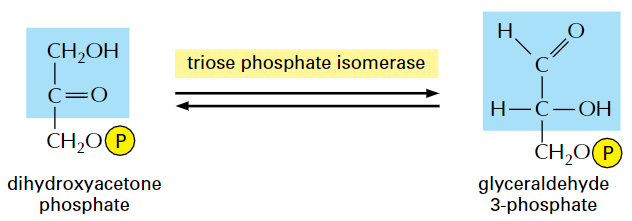 CH₂OH
C=O
CH₂O P
dihydroxyacetone
phosphate
triose phosphate isomerase
H O
C
H—C—OH
CH₂O P
glyceraldehyde
3-phosphate